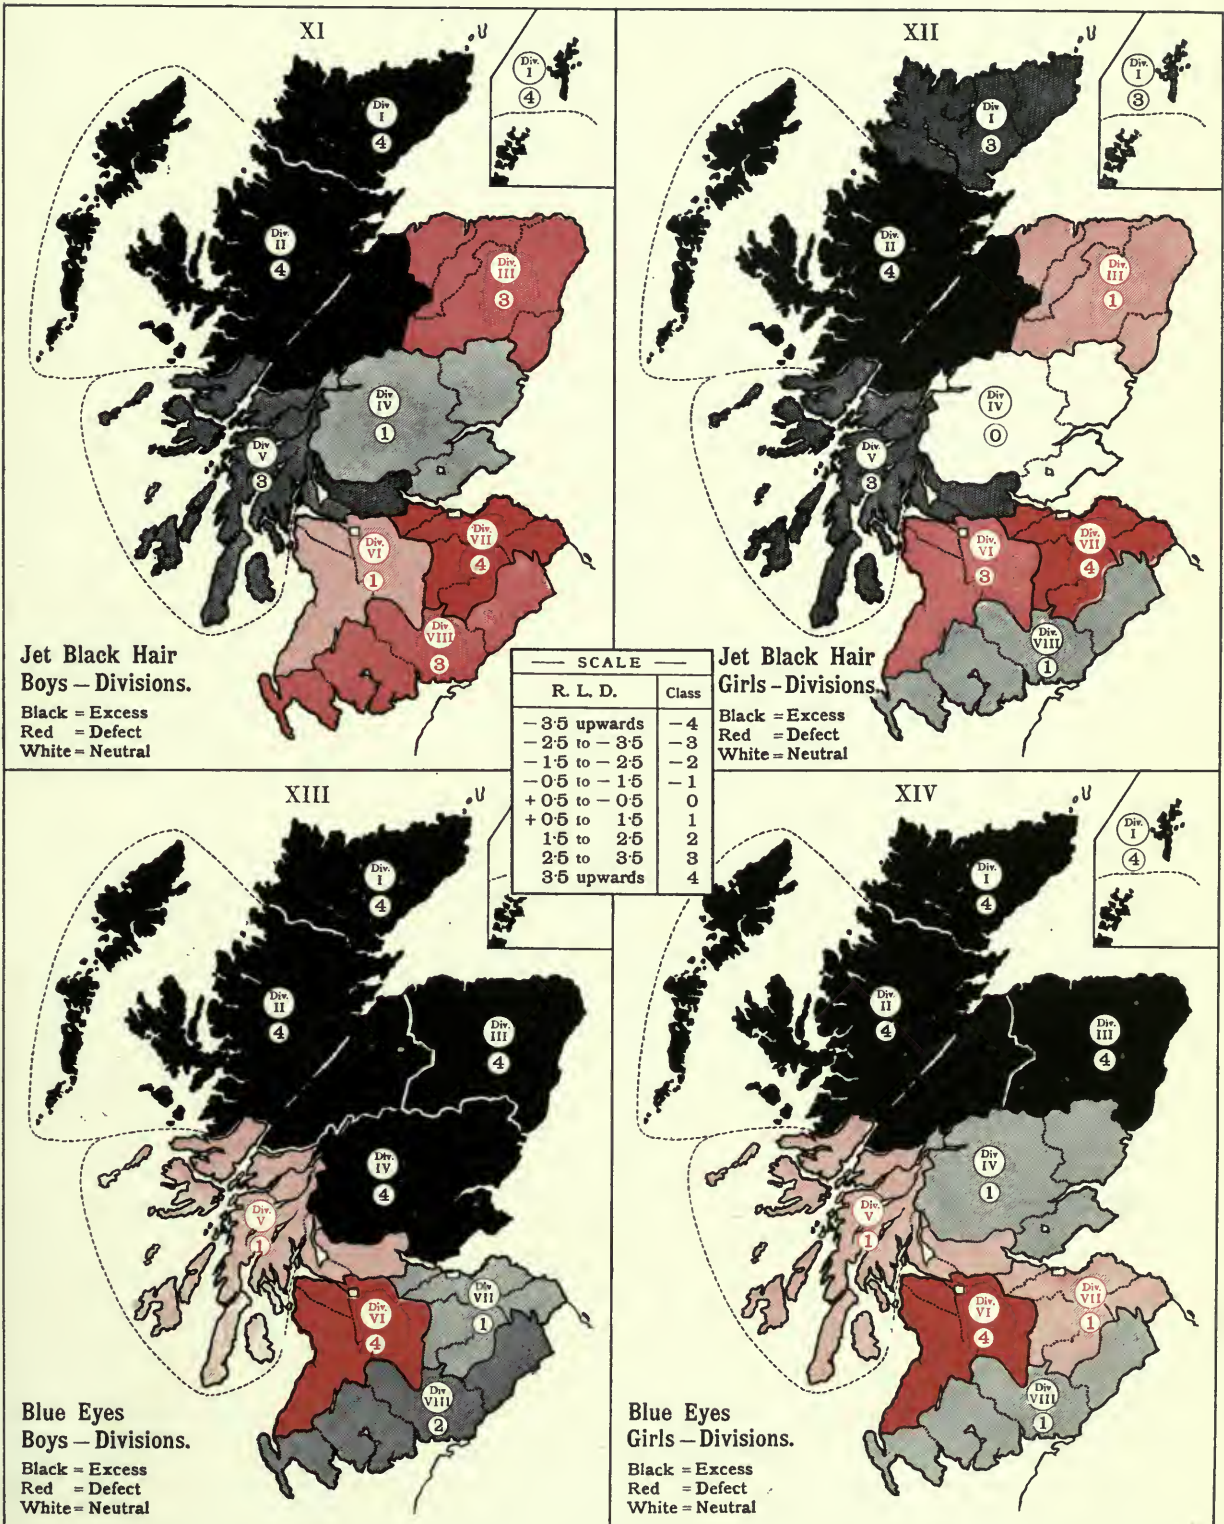 XI
Div.
1
4
Div
I
4
Div.
II
4
Div.
III
3
Div
IV
1
Div
V
3
Div.
VI
1
Div.
VII
4
Div
VIII
3
Jet Black Hair
Boys – Divisions.
Black = Excess
Red = Defect
White = Neutral
XII
Div.
I
3
Div
I
3
Div.
II
4
Div.
III
1
Div
IV
0
Div
V
3
Div.
VI
3
Div.
VII
4
Div.
VIII
1
Jet Black Hair
Girls – Divisions.
Black = Excess
Red = Defect
White = Neutral
SCALE
R. L. D. Class
– 3·5 upwards – 4
– 2·5 to – 3·5 – 3
– 1·5 to – 2·5 – 2
– 0·5 to – 1·5 – 1
+ 0·5 to – 0·5 0
+ 0·5 to 1·5 1
1·5 to 2·5 2
2·5 to 3·5 3
3·5 upwards 4
XIII
Div.
I
4
Div.
II
4
Div.
III
4
Div.
IV
4
Div.
V
1
Div.
VI
4
Div
VII
1
Div
VIII
2
Blue Eyes
Boys – Divisions.
Black = Excess
Red = Defect
White = Neutral
XIV
Div.
I
4
Div.
I
4
Div.
II
4
Div.
III
4
Div
IV
1
Div.
V
1
Div.
VI
4
Div.
VII
1
Div
VIII
1
Blue Eyes
Girls – Divisions.
Black = Excess
Red = Defect
White = Neutral